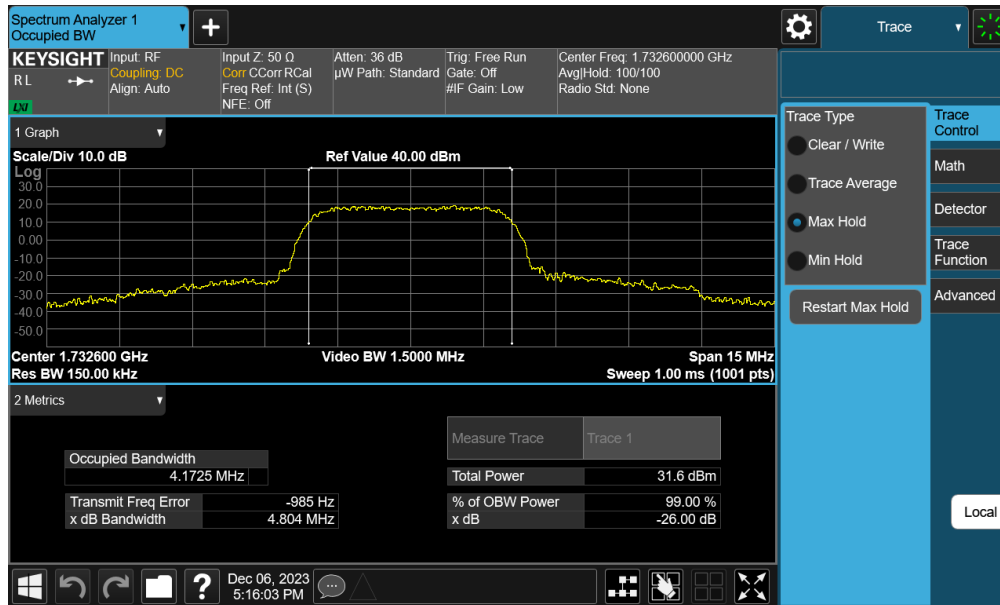 Spectrum Analyzer 1
Occupied BW
Trace
KEYSIGHT
R L
LXI
Input: RF
Coupling: DC
Align: Auto
Input Z: 50 Ω
Corr CCorr RCal
Freq Ref: Int (S)
NFE: Off
Atten: 36 dB
µW Path: Standard
Trig: Free Run
Gate: Off
#IF Gain: Low
Center Freq: 1.732600000 GHz
Avg|Hold: 100/100
Radio Std: None
1 Graph
Scale/Div 10.0 dB
Ref Value 40.00 dBm
Log
30.0
20.0
10.0
0.00
-10.0
-20.0
-30.0
-40.0
-50.0
Center 1.732600 GHz
Video BW 1.5000 MHz
Span 15 MHz
Res BW 150.00 kHz
Sweep 1.00 ms (1001 pts)
2 Metrics
Measure Trace
Trace 1
Occupied Bandwidth
4.1725 MHz
Total Power
31.6 dBm
Transmit Freq Error
-985 Hz
% of OBW Power
99.00 %
x dB Bandwidth
4.804 MHz
x dB
-26.00 dB
Trace Type
Clear / Write
Trace Average
Max Hold
Min Hold
Restart Max Hold
Trace
Control
Math
Detector
Trace
Function
Advanced
Local
?
Dec 06, 2023
5:16:03 PM